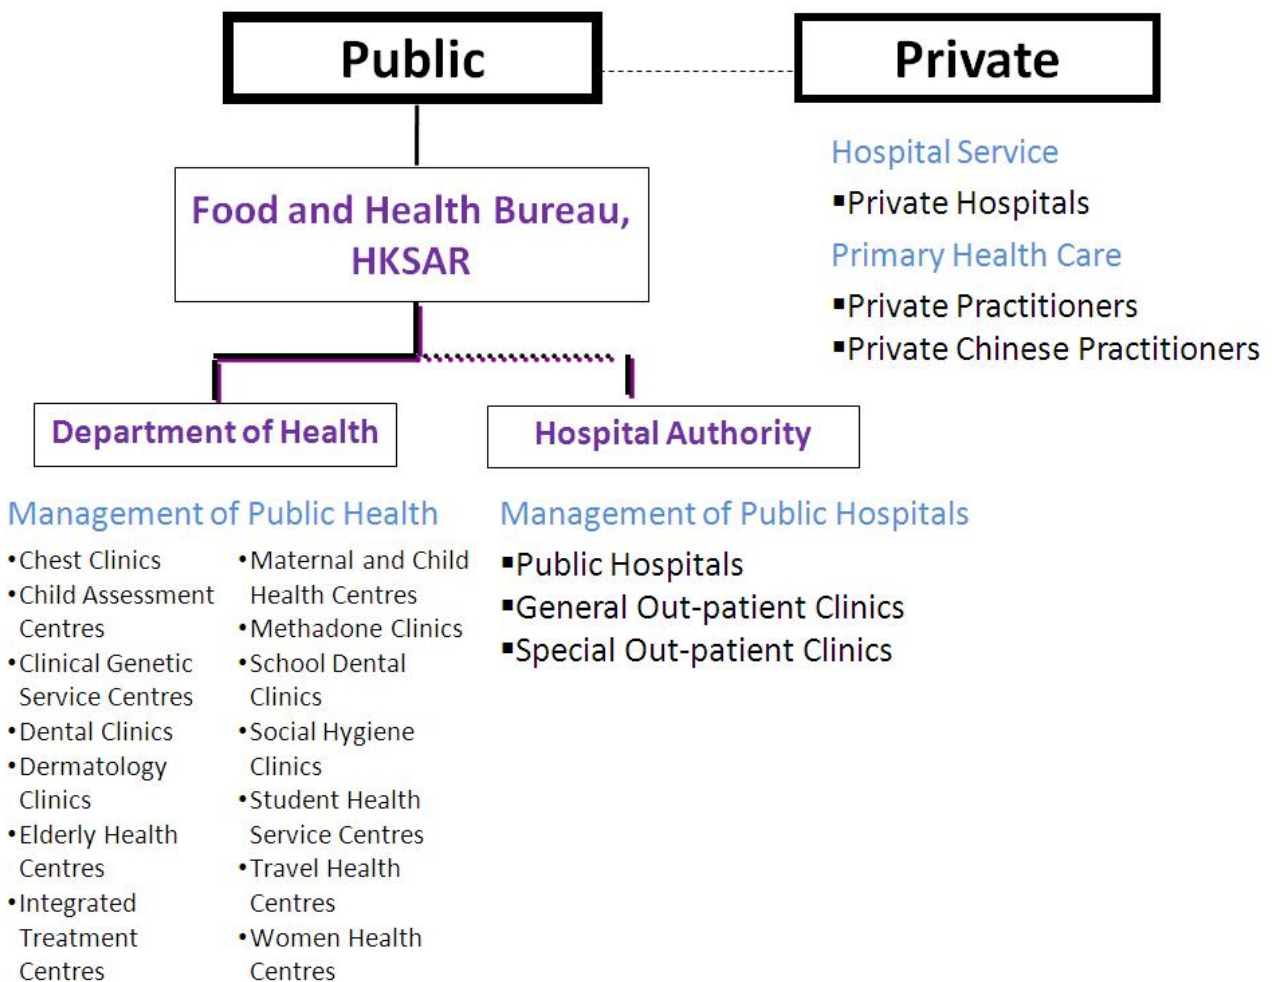 Public
Private
Food and Health Bureau,
HKSAR
Hospital Service
▪Private Hospitals
Primary Health Care
▪Private Practitioners
▪Private Chinese Practitioners
Department of Health
Hospital Authority
Management of Public Health
•Chest Clinics
•Child Assessment
Centres
•Clinical Genetic
Service Centres
•Dental Clinics
•Dermatology
Clinics
•Elderly Health
Centres
•Integrated
Treatment
Centres
•Maternal and Child
Health Centres
•Methadone Clinics
•School Dental
Clinics
•Social Hygiene
Clinics
•Student Health
Service Centres
•Travel Health
Centres
•Women Health
Centres
Management of Public Hospitals
▪Public Hospitals
▪General Out-patient Clinics
▪Special Out-patient Clinics